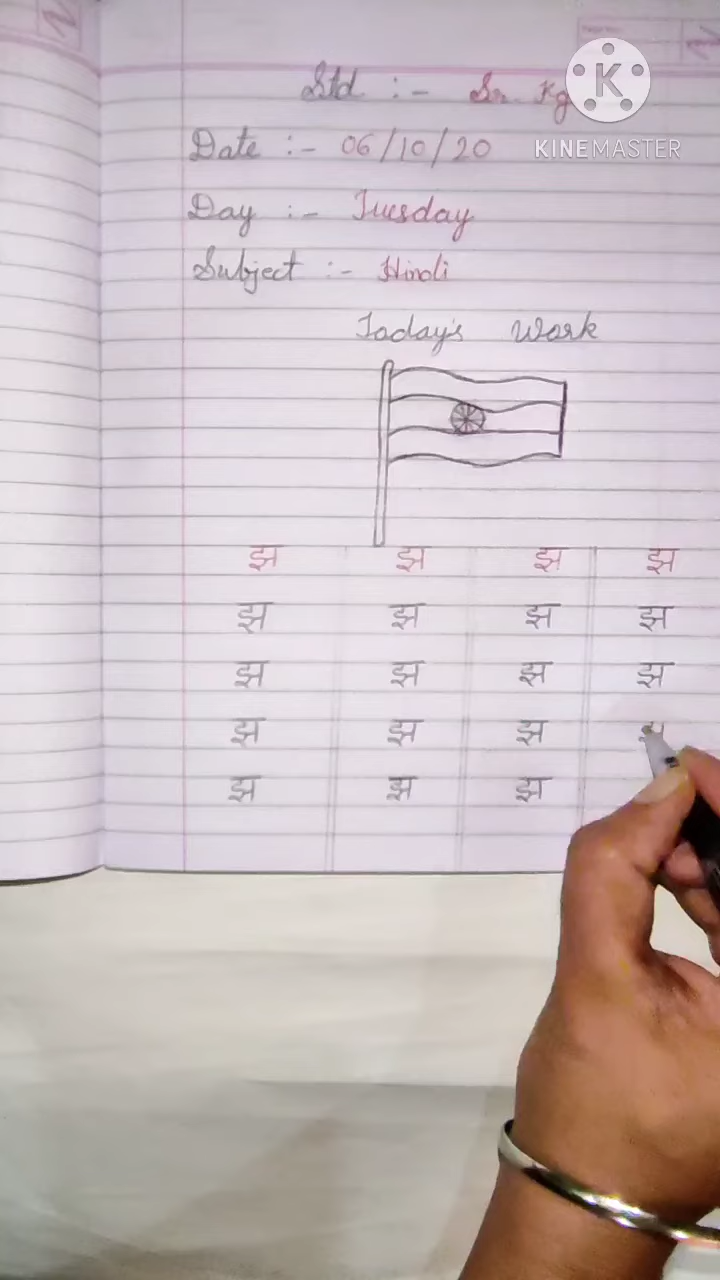 Std :- Sr. Kg
K
KINEMASTER
Date :- 06/10/20
Day :- Tuesday
Subject :- Hindi
Today's Work
झ झ झ झ
झ झ झ झ
झ झ झ झ
झ झ झ झ
झ झ झ